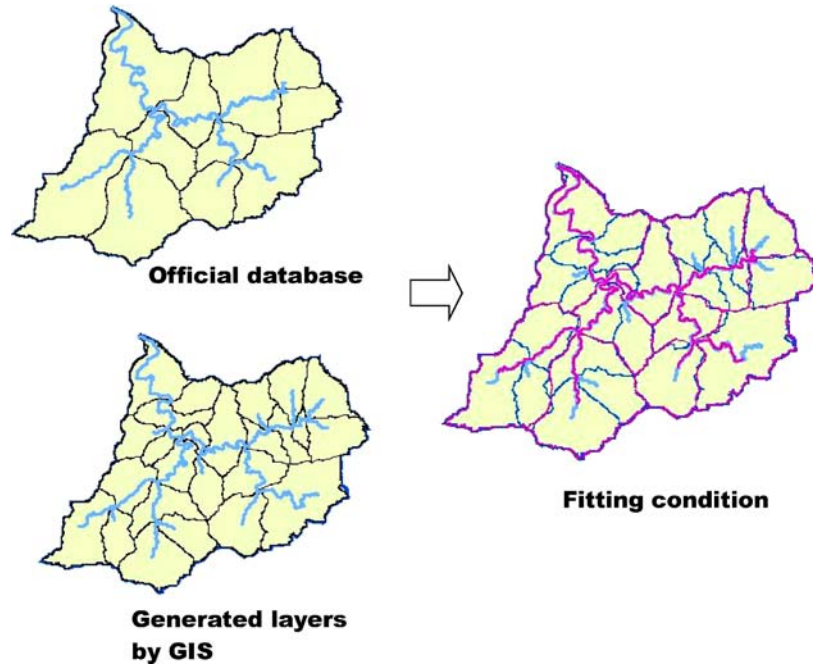 Official database
Generated layers
by GIS
Fitting condition